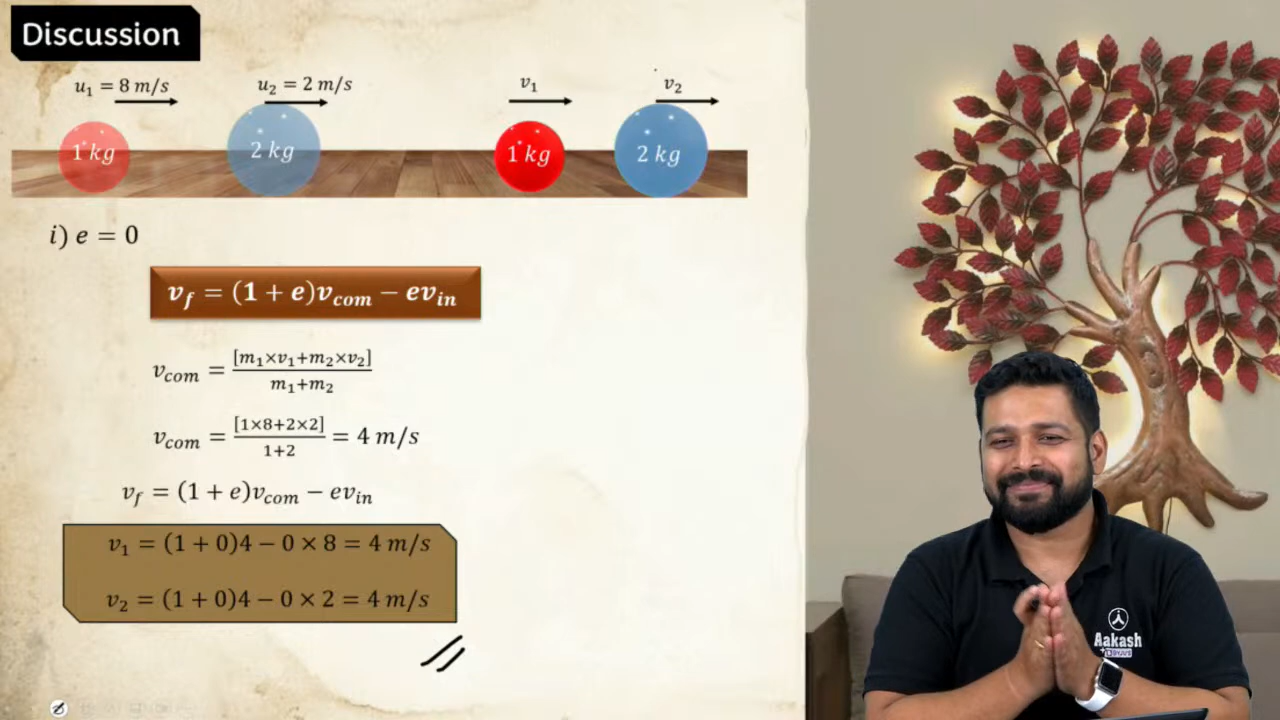 Discussion
u₁ = 8 m/s
u₂ = 2 m/s
v₁
v₂
1 kg
2 kg
1 kg
2 kg
i) e = 0
v_f = (1 + e)v_com − ev_in
v_com = [m₁×v₁+m₂×v₂] / m₁+m₂
v_com = [1×8+2×2] / 1+2 = 4 m/s
v_f = (1 + e)v_com − ev_in
v₁ = (1 + 0)4 − 0 × 8 = 4 m/s
v₂ = (1 + 0)4 − 0 × 2 = 4 m/s
Aakash